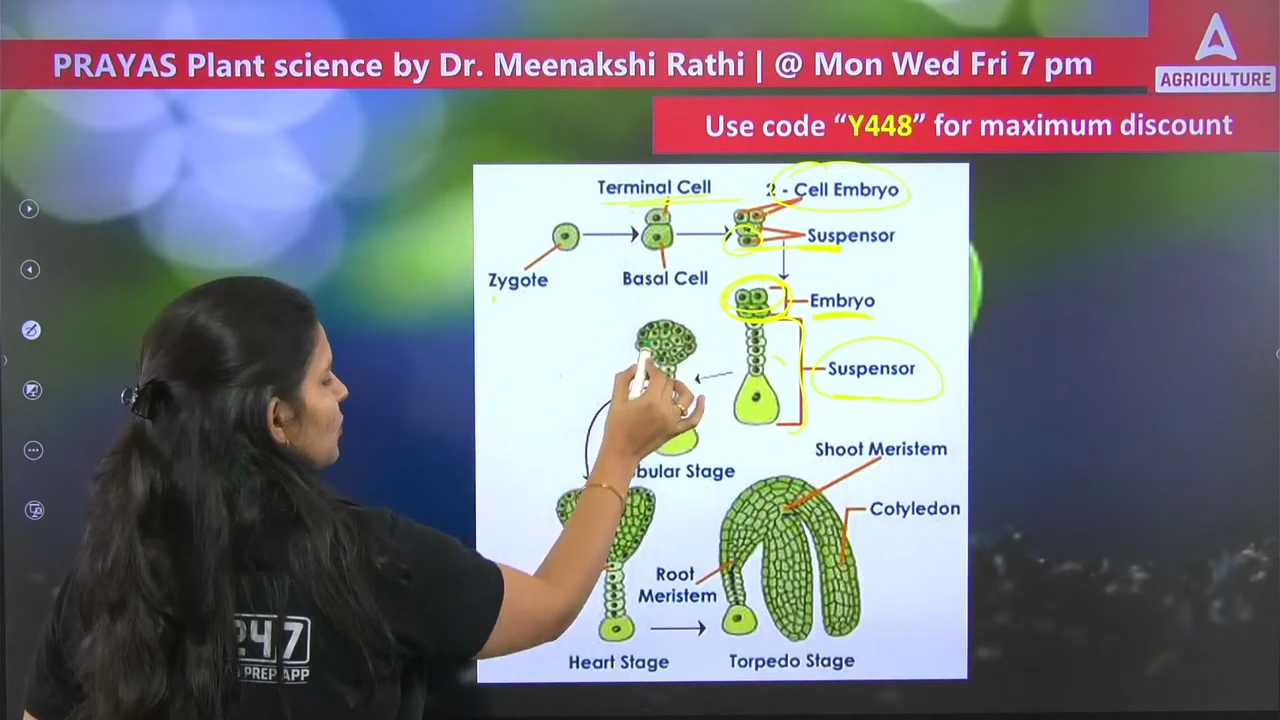 PRAYAS Plant science by Dr. Meenakshi Rathi | @ Mon Wed Fri 7 pm
AGRICULTURE
Use code “Y448” for maximum discount
Terminal Cell
2 - Cell Embryo
Suspensor
Zygote
Basal Cell
Embryo
Suspensor
bular Stage
Shoot Meristem
Cotyledon
Root
Meristem
Heart Stage
Torpedo Stage
247
PREP APP